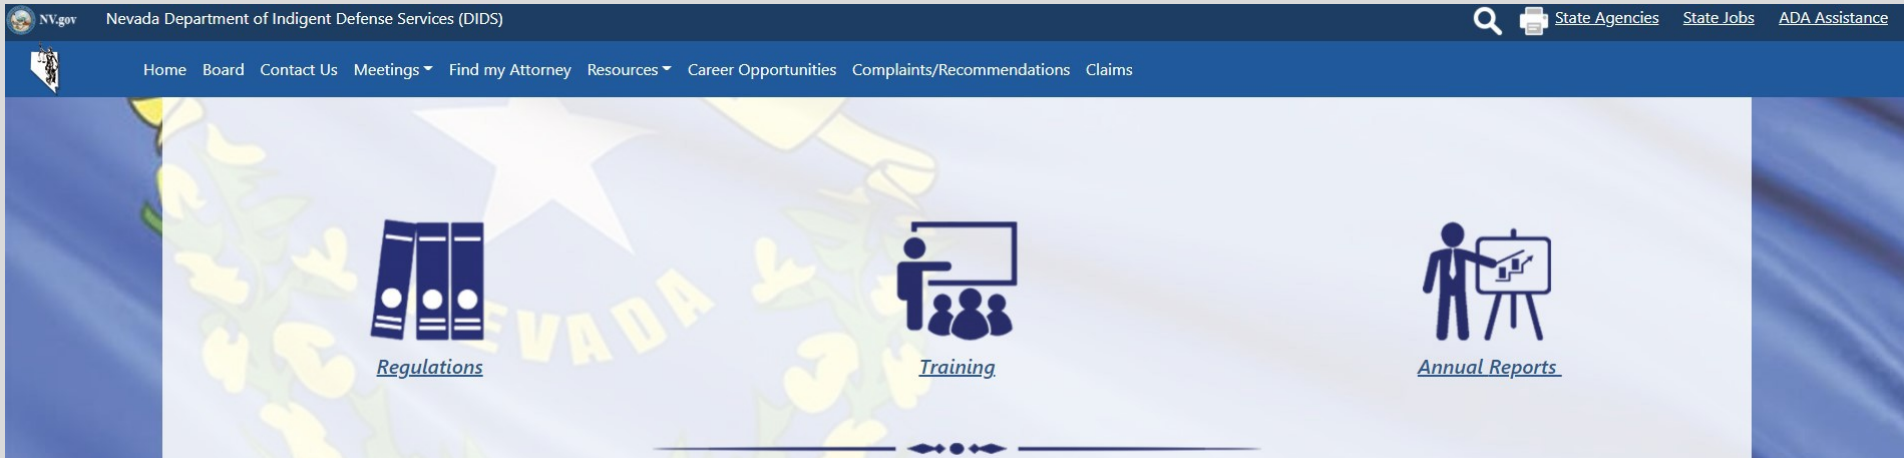 NV.gov Nevada Department of Indigent Defense Services (DIDS) State Agencies State Jobs ADA Assistance
Home Board Contact Us Meetings Find my Attorney Resources Career Opportunities Complaints/Recommendations Claims
NEVADA
Regulations Training Annual Reports